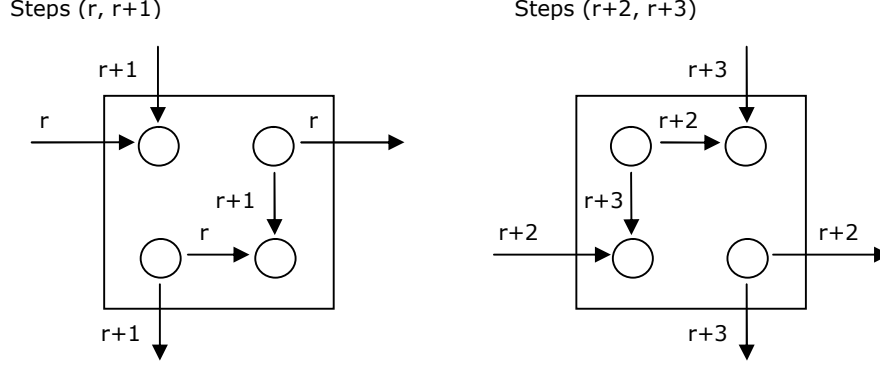 Steps (r, r+1)
Steps (r+2, r+3)
r+1
r
r
r+1
r
r+1
r+3
r+2
r+3
r+2
r+2
r+3